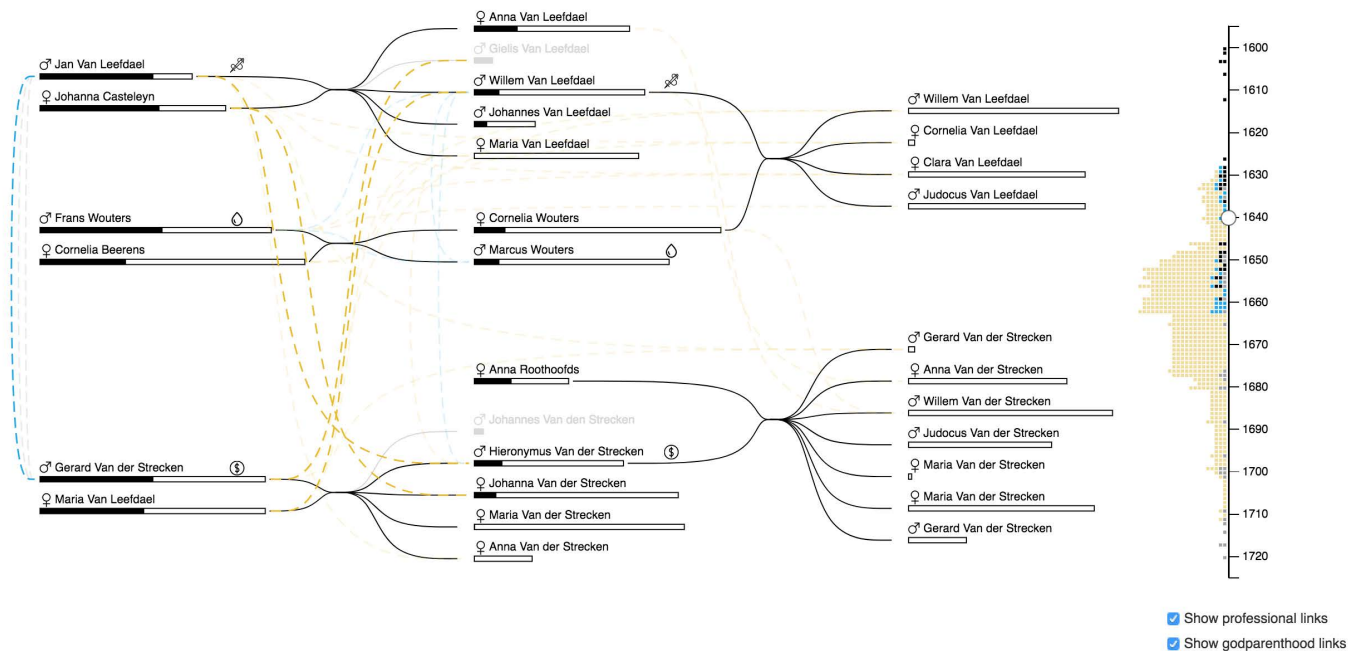 ♀ Anna Van Leefdael
♂ Giells Van Leefdael
♂ Jan Van Leefdael
♂ Willem Van Leefdael
♀ Johanna Casteleyn
♂ Johannes Van Leefdael
♀ Maria Van Leefdael
♂ Willem Van Leefdael
♀ Cornelia Van Leefdael
♀ Clara Van Leefdael
♂ Judocus Van Leefdael
♂ Frans Wouters
♀ Cornelia Wouters
♀ Cornelia Beerens
♂ Marcus Wouters
♂ Gerard Van der Strecken
♀ Anna Roothoofds
♀ Anna Van der Strecken
♂ Willem Van der Strecken
♂ Johannes Van den Strecken
♂ Judocus Van der Strecken
♂ Hieronymus Van der Strecken $
♀ Maria Van der Strecken
♂ Gerard Van der Strecken $
♀ Johanna Van der Strecken
♀ Maria Van der Strecken
♀ Maria Van Leefdael
♀ Maria Van der Strecken
♂ Gerard Van der Strecken
♀ Anna Van der Strecken
1600
1610
1620
1630
1640
1650
1660
1670
1680
1690
1700
1710
1720
Show professional links
Show godparenthood links